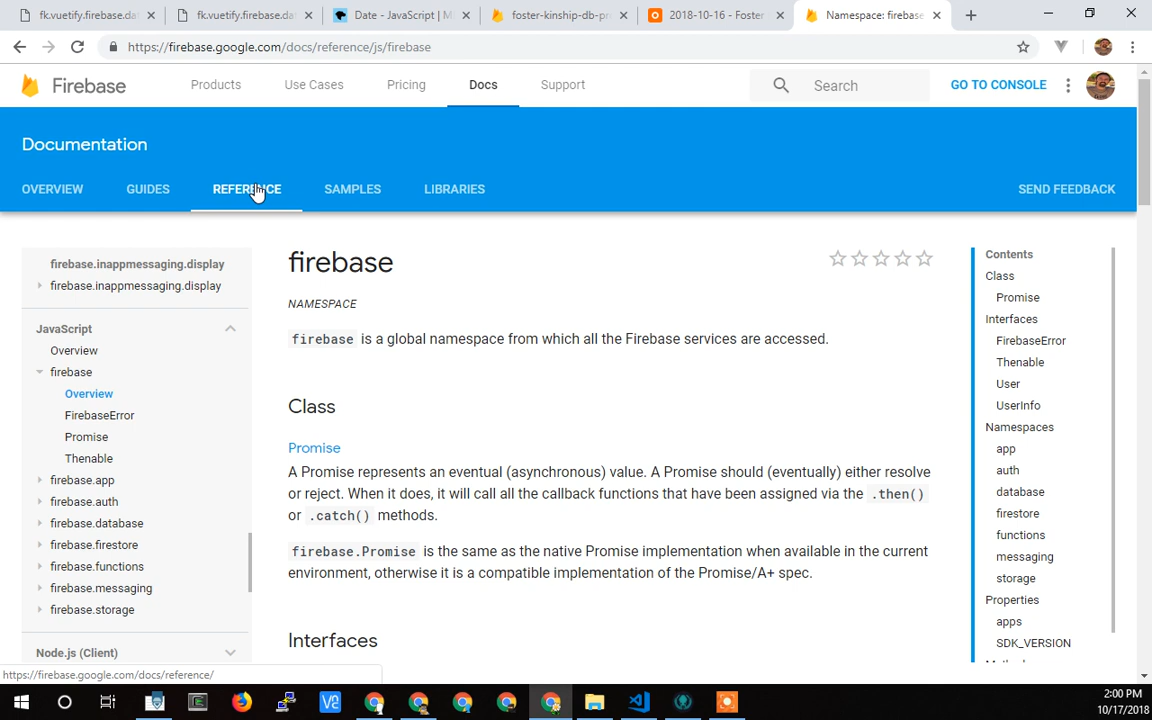 fk.vuetify.firebase.da
fk.vuetify.firebase.da
Date - JavaScript | M
foster-kinship-db-pr
2018-10-16 - Foster
Namespace: firebase
https://firebase.google.com/docs/reference/js/firebase
Firebase
Products
Use Cases
Pricing
Docs
Support
Search
GO TO CONSOLE
Documentation
OVERVIEW
GUIDES
REFERENCE
SAMPLES
LIBRARIES
SEND FEEDBACK
firebase.inappmessaging.display
firebase.inappmessaging.display
JavaScript
Overview
firebase
Overview
FirebaseError
Promise
Thenable
firebase.app
firebase.auth
firebase.database
firebase.firestore
firebase.functions
firebase.messaging
firebase.storage
Node.js (Client)
firebase
NAMESPACE
firebase is a global namespace from which all the Firebase services are accessed.
Class
Promise
A Promise represents an eventual (asynchronous) value. A Promise should (eventually) either resolve
or reject. When it does, it will call all the callback functions that have been assigned via the .then()
or .catch() methods.
firebase.Promise is the same as the native Promise implementation when available in the current
environment, otherwise it is a compatible implementation of the Promise/A+ spec.
Interfaces
Contents
Class
Promise
Interfaces
FirebaseError
Thenable
User
UserInfo
Namespaces
app
auth
database
firestore
functions
messaging
storage
Properties
apps
SDK_VERSION
https://firebase.google.com/docs/reference/
2:00 PM
10/17/2018